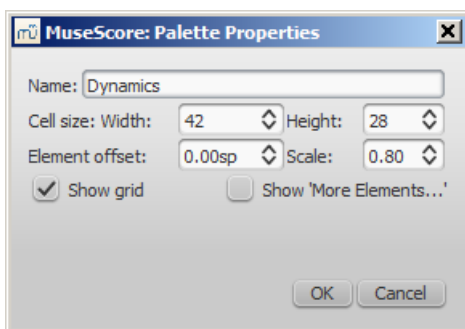 MuseScore: Palette Properties
Name: Dynamics
Cell size: Width: 42 Height: 28
Element offset: 0.00sp Scale: 0.80
Show grid Show 'More Elements...'
OK Cancel